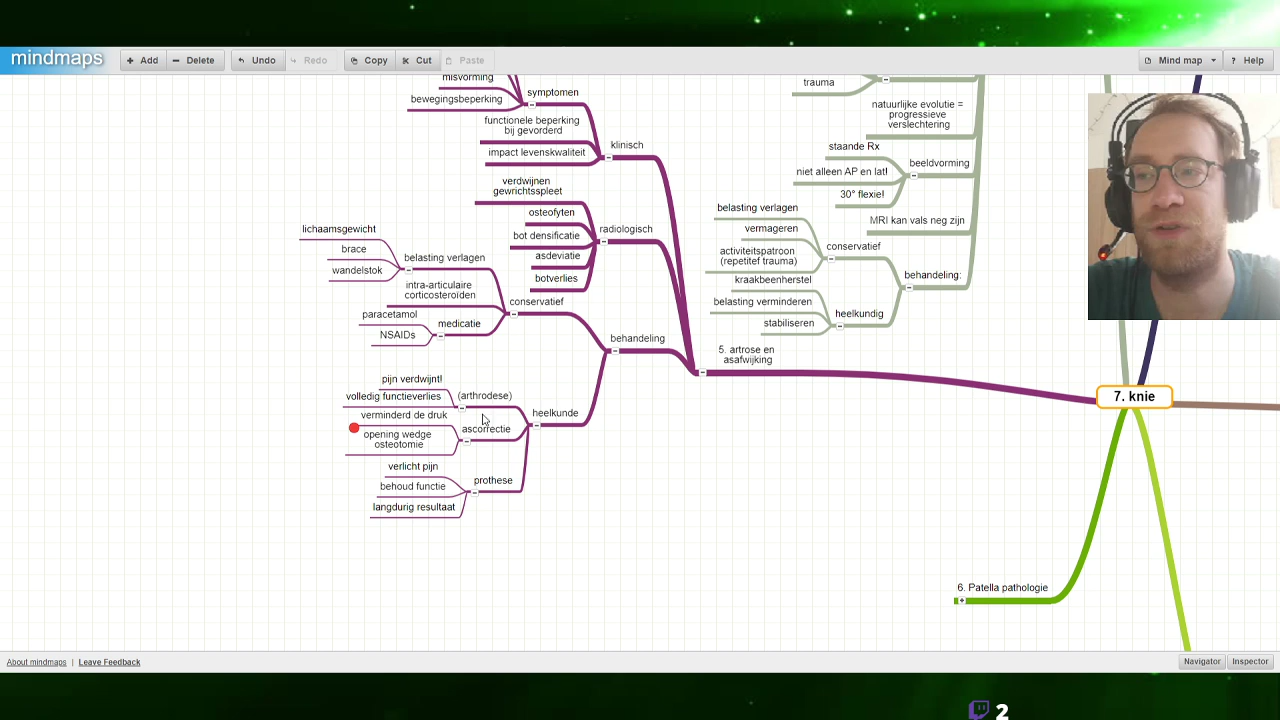 mindmaps
Add
Delete
Undo
Redo
Copy
Cut
Paste
Mind map
? Help
misvorming
bewegingsbeperking
symptomen
functionele beperking
bij gevorderd
impact levenskwaliteit
klinisch
verdwijnen
gewrichtsspleet
osteofyten
bot densificatie
asdeviatie
botverlies
radiologisch
lichaamsgewicht
brace
wandelstok
belasting verlagen
intra-articulaire
corticosteroïden
paracetamol
NSAIDs
medicatie
conservatief
behandeling
pijn verdwijnt!
volledig functieverlies
(arthrodese)
verminderd de druk
opening wedge
osteotomie
ascorrectie
heelkunde
verlicht pijn
behoud functie
langdurig resultaat
prothese
trauma
natuurlijke evolutie =
progressieve
verslechtering
staande Rx
niet alleen AP en lat!
30° flexie!
beeldvorming
MRI kan vals neg zijn
belasting verlagen
vermageren
activiteitspatroon
(repetitef trauma)
conservatief
behandeling:
kraakbeenherstel
belasting verminderen
stabiliseren
heelkundig
5. artrose en
asafwijking
7. knie
6. Patella pathologie
About mindmaps | Leave Feedback
Navigator
Inspector
2